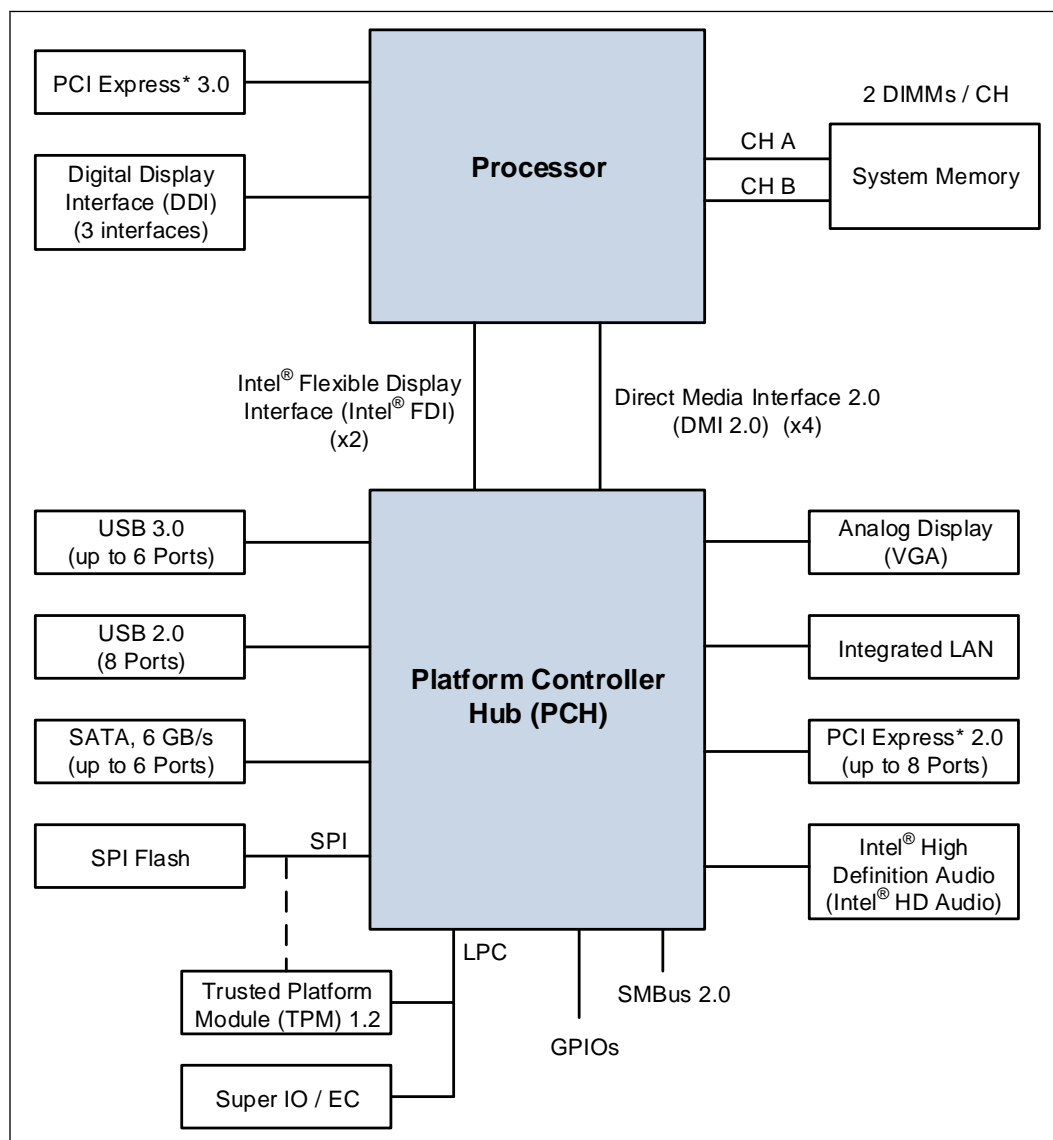 PCI Express* 3.0
Digital Display
Interface (DDI)
(3 interfaces)
Processor
2 DIMMs / CH
CH A
CH B
System Memory
Intel® Flexible Display
Interface (Intel® FDI)
(x2)
Direct Media Interface 2.0
(DMI 2.0) (x4)
USB 3.0
(up to 6 Ports)
USB 2.0
(8 Ports)
SATA, 6 GB/s
(up to 6 Ports)
SPI Flash
SPI
Platform Controller
Hub (PCH)
Analog Display
(VGA)
Integrated LAN
PCI Express* 2.0
(up to 8 Ports)
Intel® High
Definition Audio
(Intel® HD Audio)
LPC
Trusted Platform
Module (TPM) 1.2
Super IO / EC
GPIOs
SMBus 2.0